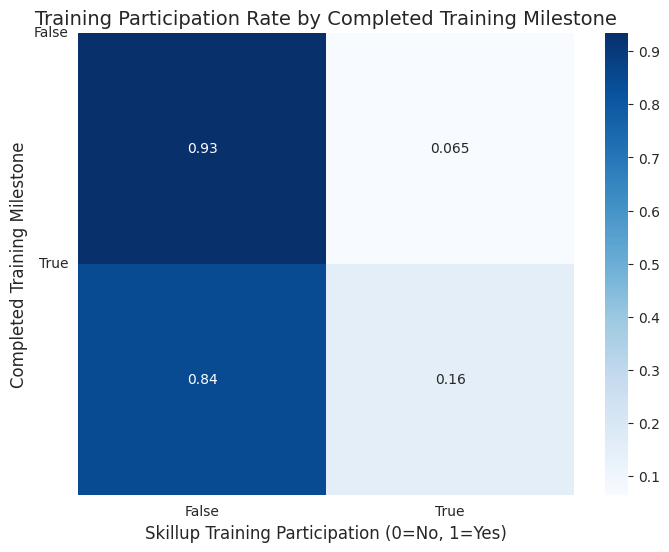 Training Participation Rate by Completed Training Milestone
False
True
Completed Training Milestone
0.93
0.065
0.84
0.16
False
True
Skillup Training Participation (0=No, 1=Yes)
0.9
0.8
0.7
0.6
0.5
0.4
0.3
0.2
0.1